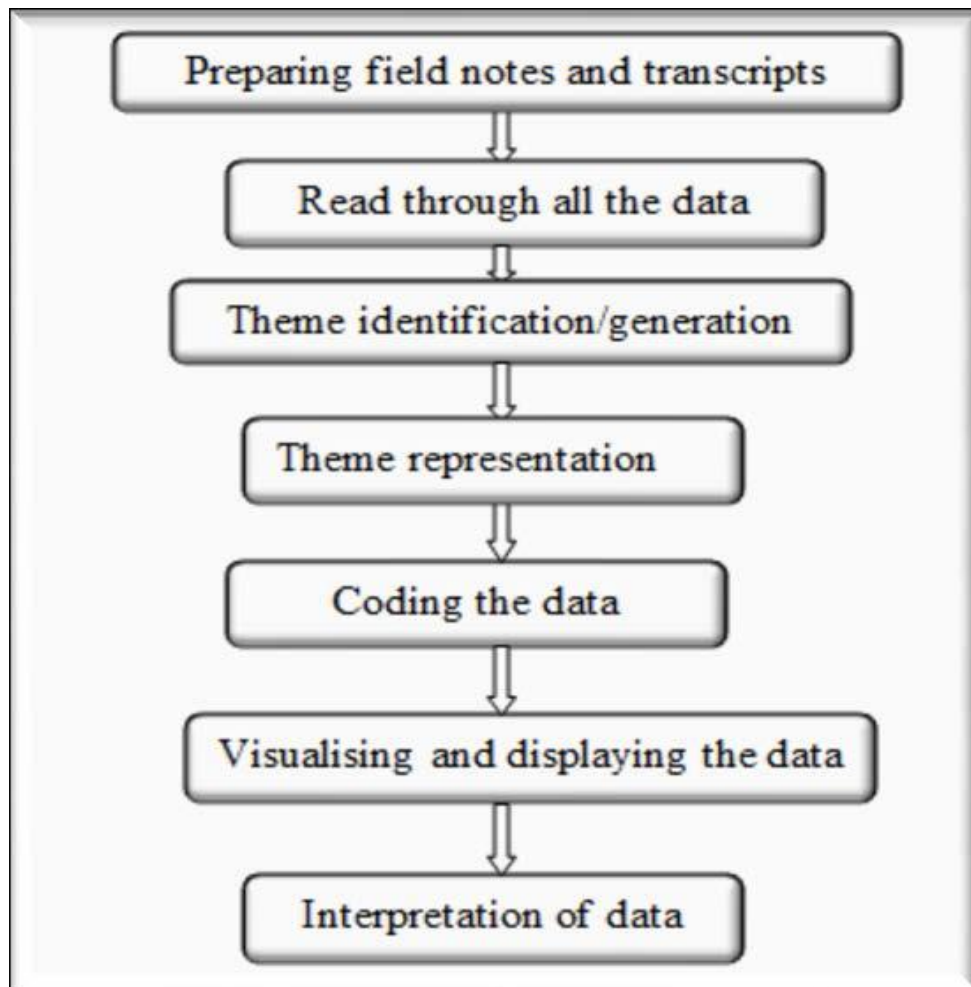 Preparing field notes and transcripts
Read through all the data
Theme identification/generation
Theme representation
Coding the data
Visualising and displaying the data
Interpretation of data